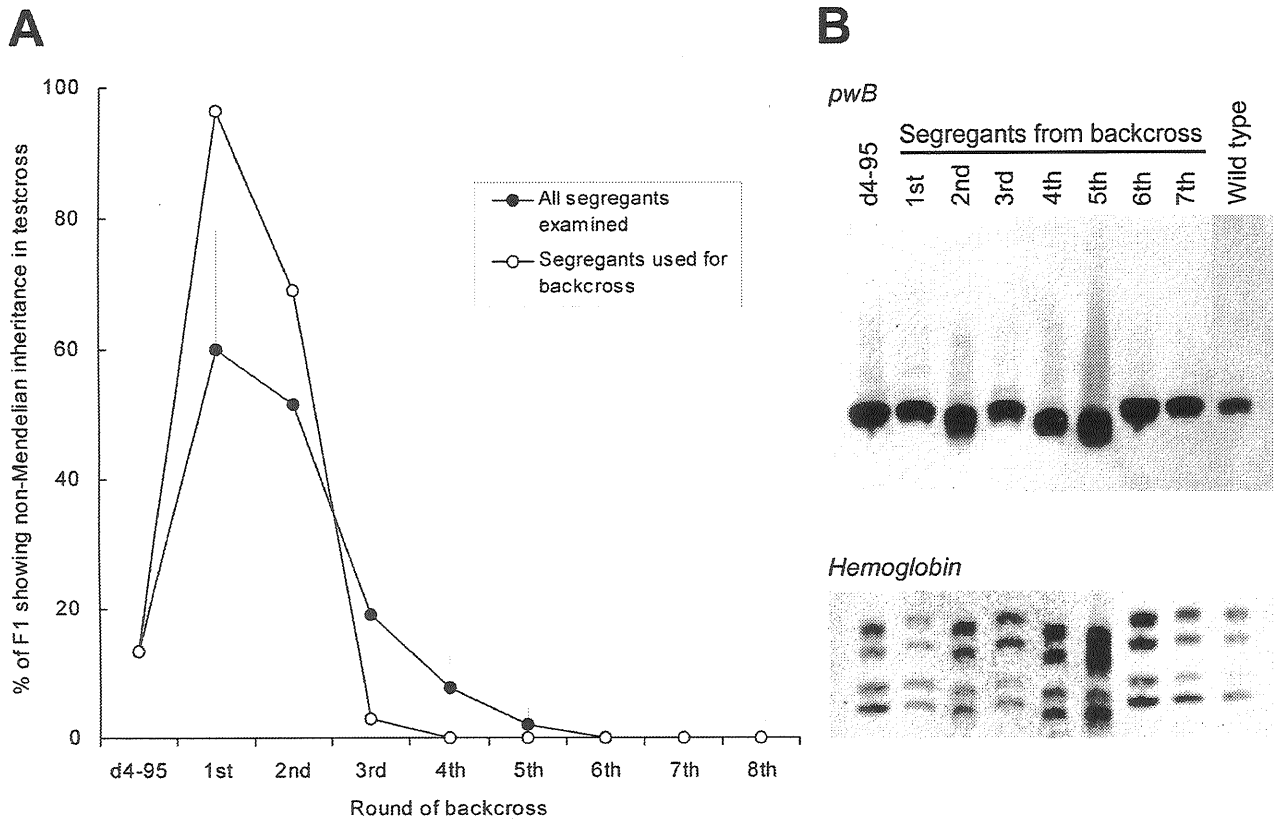 A
% of F1 showing non-Mendelian inheritance in testcross
100
80
60
40
20
0
All segregants
examined
Segregants used for
backcross
d4-95 1st 2nd 3rd 4th 5th 6th 7th 8th
Round of backcross
B
pwB
Segregants from backcross
d4-95 1st 2nd 3rd 4th 5th 6th 7th Wild type
Hemoglobin